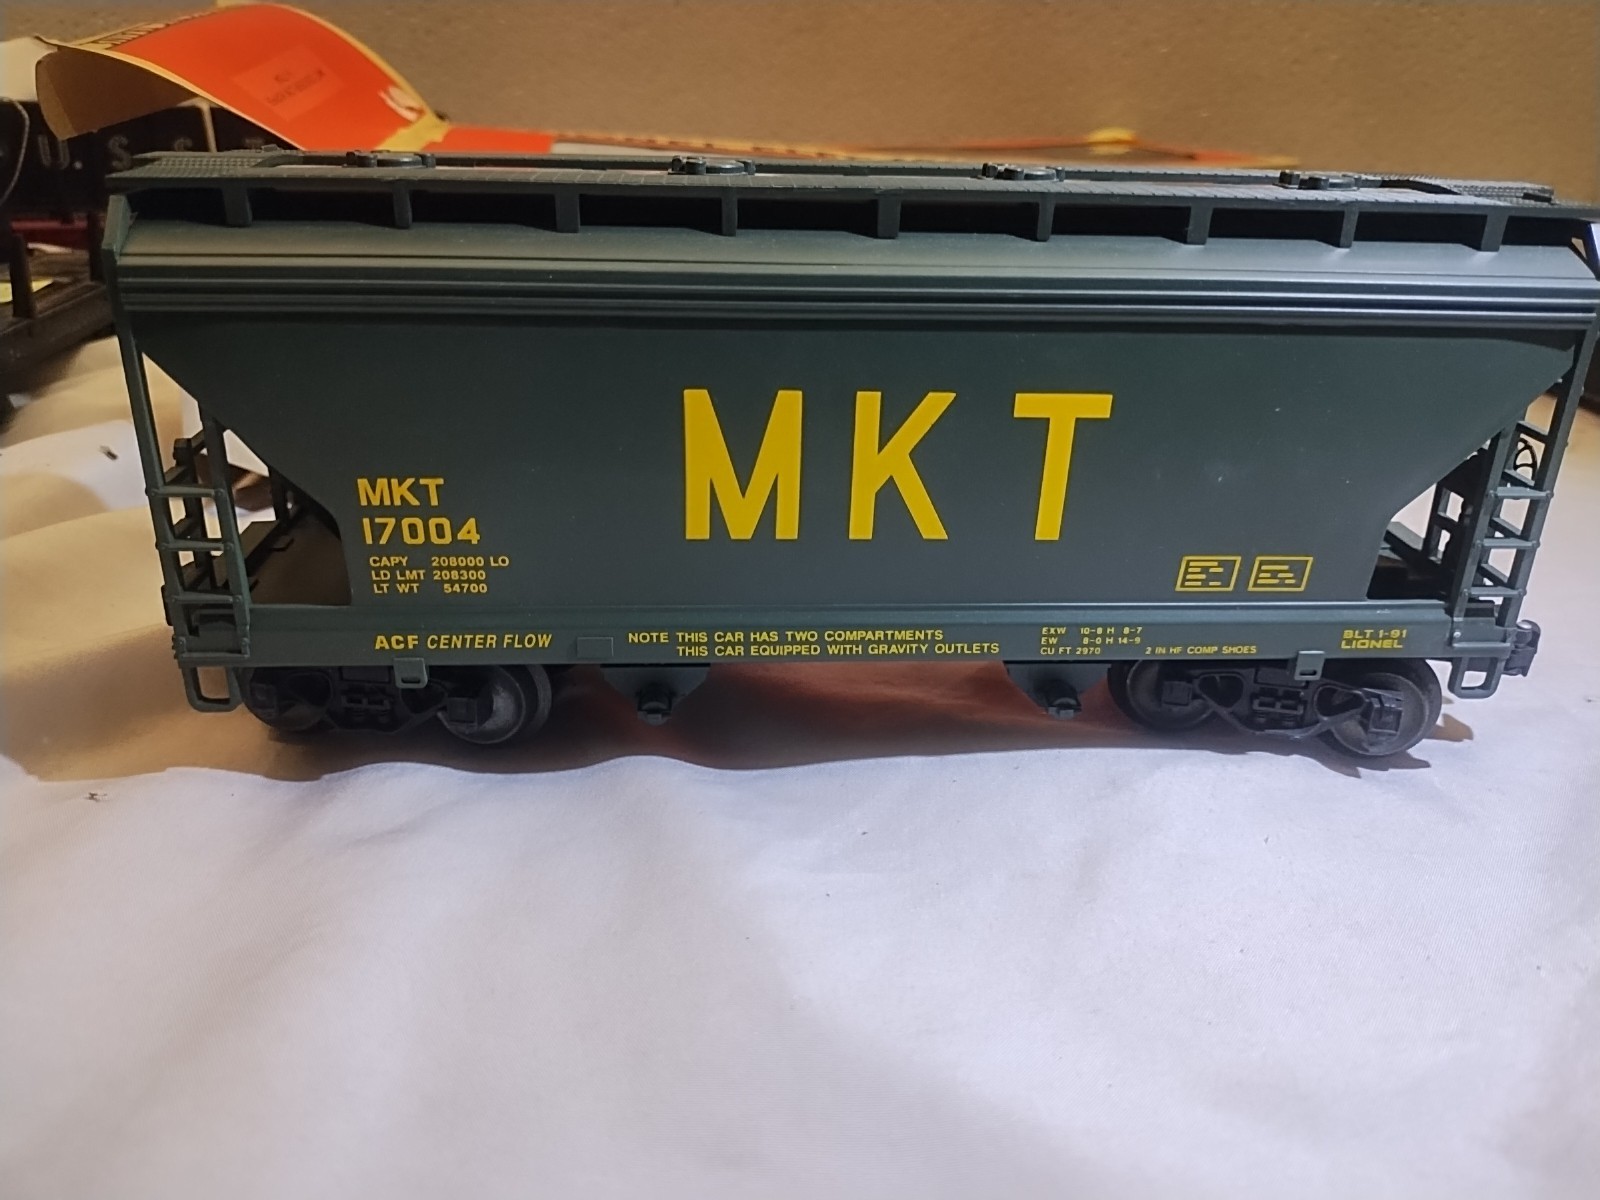 U. S. S
MKT
MKT
17004
CAPY 208000 LO
LD LMT 208300
LT WT 54700
ACF CENTER FLOW
NOTE THIS CAR HAS TWO COMPARTMENTS
THIS CAR EQUIPPED WITH GRAVITY OUTLETS
EXW 10-8 H 8-7
EW 8-0 H 14-9
CU FT 2970 2 IN HF COMP SHOES
BLT 1-91
LIONEL